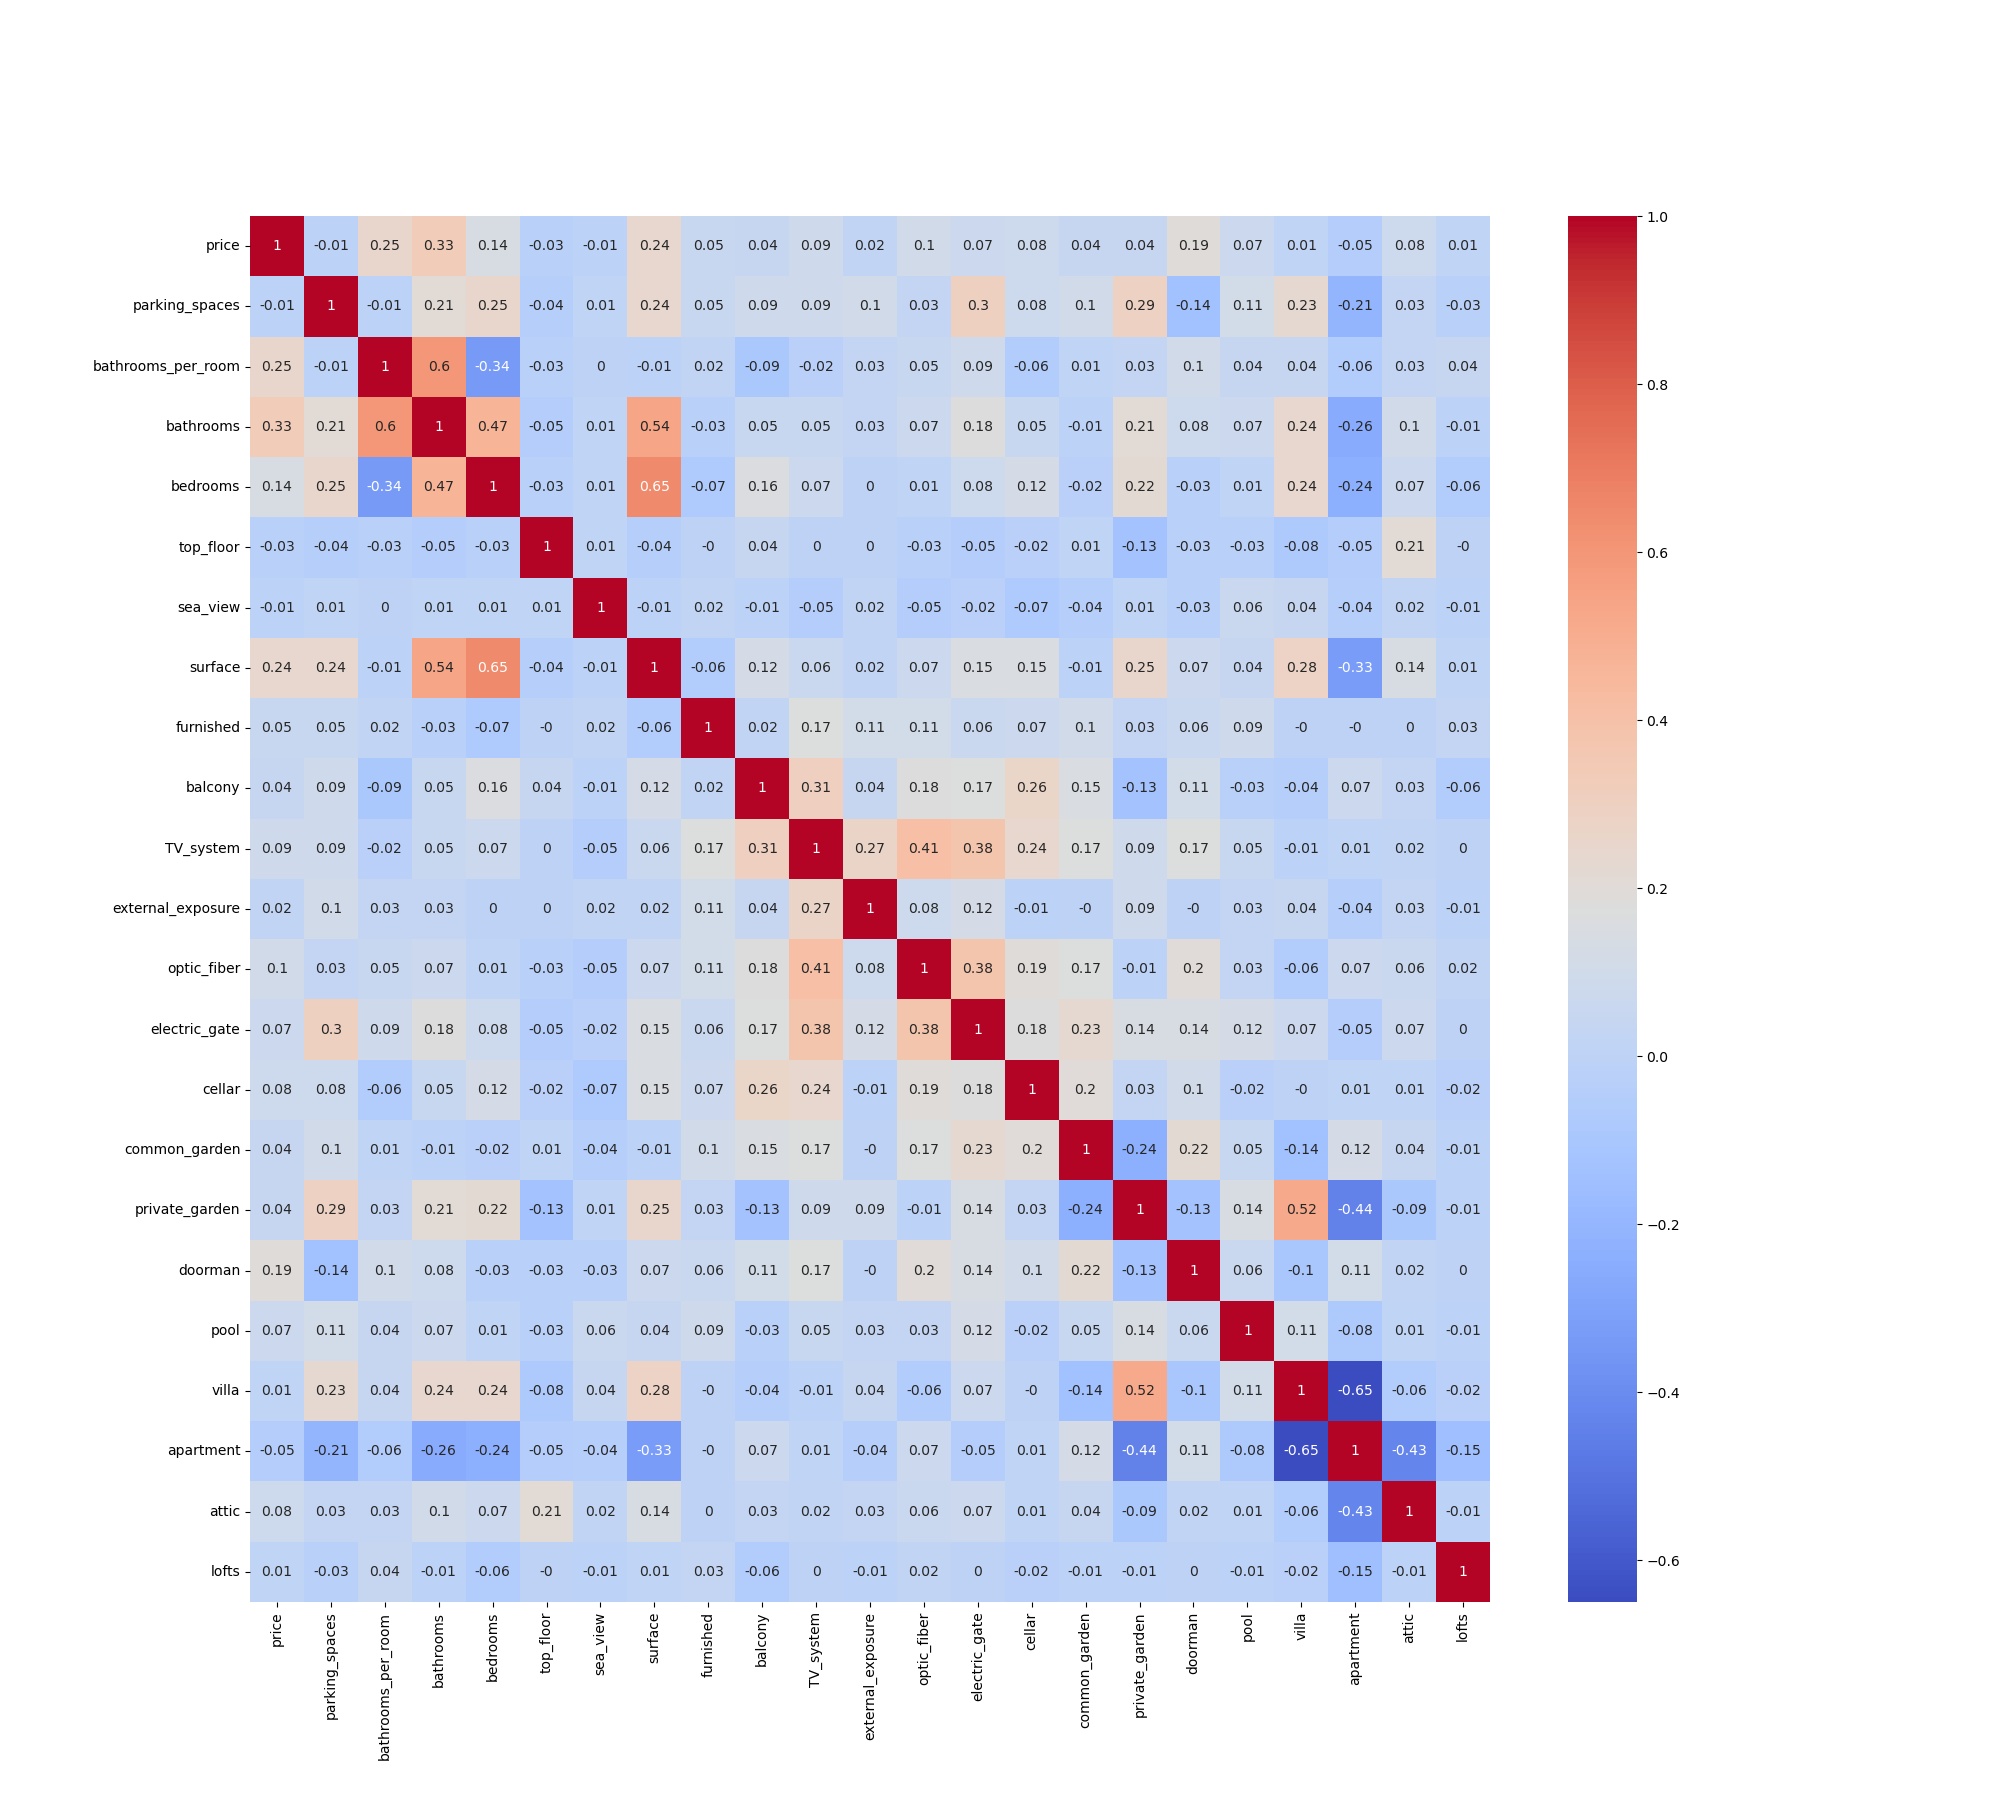 price 1 -0.01 0.25 0.33 0.14 -0.03 -0.01 0.24 0.05 0.04 0.09 0.02 0.1 0.07 0.08 0.04 0.04 0.19 0.07 0.01 -0.05 0.08 0.01
parking_spaces -0.01 1 -0.01 0.21 0.25 -0.04 0.01 0.24 0.05 0.09 0.09 0.1 0.03 0.3 0.08 0.1 0.29 -0.14 0.11 0.23 -0.21 0.03 -0.03
bathrooms_per_room 0.25 -0.01 1 0.6 -0.34 -0.03 0 -0.01 0.02 -0.09 -0.02 0.03 0.05 0.09 -0.06 0.01 0.03 0.1 0.04 0.04 -0.06 0.03 0.04
bathrooms 0.33 0.21 0.6 1 0.47 -0.05 0.01 0.54 -0.03 0.05 0.05 0.03 0.07 0.18 0.05 -0.01 0.21 0.08 0.07 0.24 -0.26 0.1 -0.01
bedrooms 0.14 0.25 -0.34 0.47 1 -0.03 0.01 0.65 -0.07 0.16 0.07 0 0.01 0.08 0.12 -0.02 0.22 -0.03 0.01 0.24 -0.24 0.07 -0.06
top_floor -0.03 -0.04 -0.03 -0.05 -0.03 1 0.01 -0.04 -0 0.04 0 0 -0.03 -0.05 -0.02 0.01 -0.13 -0.03 -0.03 -0.08 -0.05 0.21 -0
sea_view -0.01 0.01 0 0.01 0.01 0.01 1 -0.01 0.02 -0.01 -0.05 0.02 -0.05 -0.02 -0.07 -0.04 0.01 -0.03 0.06 0.04 -0.04 0.02 -0.01
surface 0.24 0.24 -0.01 0.54 0.65 -0.04 -0.01 1 -0.06 0.12 0.06 0.02 0.07 0.15 0.15 -0.01 0.25 0.07 0.04 0.28 -0.33 0.14 0.01
furnished 0.05 0.05 0.02 -0.03 -0.07 -0 0.02 -0.06 1 0.02 0.17 0.11 0.11 0.06 0.07 0.1 0.03 0.06 0.09 -0 -0 0 0.03
balcony 0.04 0.09 -0.09 0.05 0.16 0.04 -0.01 0.12 0.02 1 0.31 0.04 0.18 0.17 0.26 0.15 -0.13 0.11 -0.03 -0.04 0.07 0.03 -0.06
TV_system 0.09 0.09 -0.02 0.05 0.07 0 -0.05 0.06 0.17 0.31 1 0.27 0.41 0.38 0.24 0.17 0.09 0.17 0.05 -0.01 0.01 0.02 0
external_exposure 0.02 0.1 0.03 0.03 0 0 0.02 0.02 0.11 0.04 0.27 1 0.08 0.12 -0.01 -0 0.09 -0 0.03 0.04 -0.04 0.03 -0.01
optic_fiber 0.1 0.03 0.05 0.07 0.01 -0.03 -0.05 0.07 0.11 0.18 0.41 0.08 1 0.38 0.19 0.17 -0.01 0.2 0.03 -0.06 0.07 0.06 0.02
electric_gate 0.07 0.3 0.09 0.18 0.08 -0.05 -0.02 0.15 0.06 0.17 0.38 0.12 0.38 1 0.18 0.23 0.14 0.14 0.12 0.07 -0.05 0.07 0
cellar 0.08 0.08 -0.06 0.05 0.12 -0.02 -0.07 0.15 0.07 0.26 0.24 -0.01 0.19 0.18 1 0.2 0.03 0.1 -0.02 -0 0.01 0.01 -0.02
common_garden 0.04 0.1 0.01 -0.01 -0.02 0.01 -0.04 -0.01 0.1 0.15 0.17 -0 0.17 0.23 0.2 1 -0.24 0.22 0.05 -0.14 0.12 0.04 -0.01
private_garden 0.04 0.29 0.03 0.21 0.22 -0.13 0.01 0.25 0.03 -0.13 0.09 0.09 -0.01 0.14 0.03 -0.24 1 -0.13 0.14 0.52 -0.44 -0.09 -0.01
doorman 0.19 -0.14 0.1 0.08 -0.03 -0.03 -0.03 0.07 0.06 0.11 0.17 -0 0.2 0.14 0.1 0.22 -0.13 1 0.06 -0.1 0.11 0.02 0
pool 0.07 0.11 0.04 0.07 0.01 -0.03 0.06 0.04 0.09 -0.03 0.05 0.03 0.03 0.12 -0.02 0.05 0.14 0.06 1 0.11 -0.08 0.01 -0.01
villa 0.01 0.23 0.04 0.24 0.24 -0.08 0.04 0.28 -0 -0.04 -0.01 0.04 -0.06 0.07 -0 -0.14 0.52 -0.1 0.11 1 -0.65 -0.06 -0.02
apartment -0.05 -0.21 -0.06 -0.26 -0.24 -0.05 -0.04 -0.33 -0 0.07 0.01 -0.04 0.07 -0.05 0.01 0.12 -0.44 0.11 -0.08 -0.65 1 -0.43 -0.15
attic 0.08 0.03 0.03 0.1 0.07 0.21 0.02 0.14 0 0.03 0.02 0.03 0.06 0.07 0.01 0.04 -0.09 0.02 0.01 -0.06 -0.43 1 -0.01
lofts 0.01 -0.03 0.04 -0.01 -0.06 -0 -0.01 0.01 0.03 -0.06 0 -0.01 0.02 0 -0.02 -0.01 -0.01 0 -0.01 -0.02 -0.15 -0.01 1
price parking_spaces bathrooms_per_room bathrooms bedrooms top_floor sea_view surface furnished balcony TV_system external_exposure optic_fiber electric_gate cellar common_garden private_garden doorman pool villa apartment attic lofts
1.0
0.8
0.6
0.4
0.2
0.0
−0.2
−0.4
−0.6